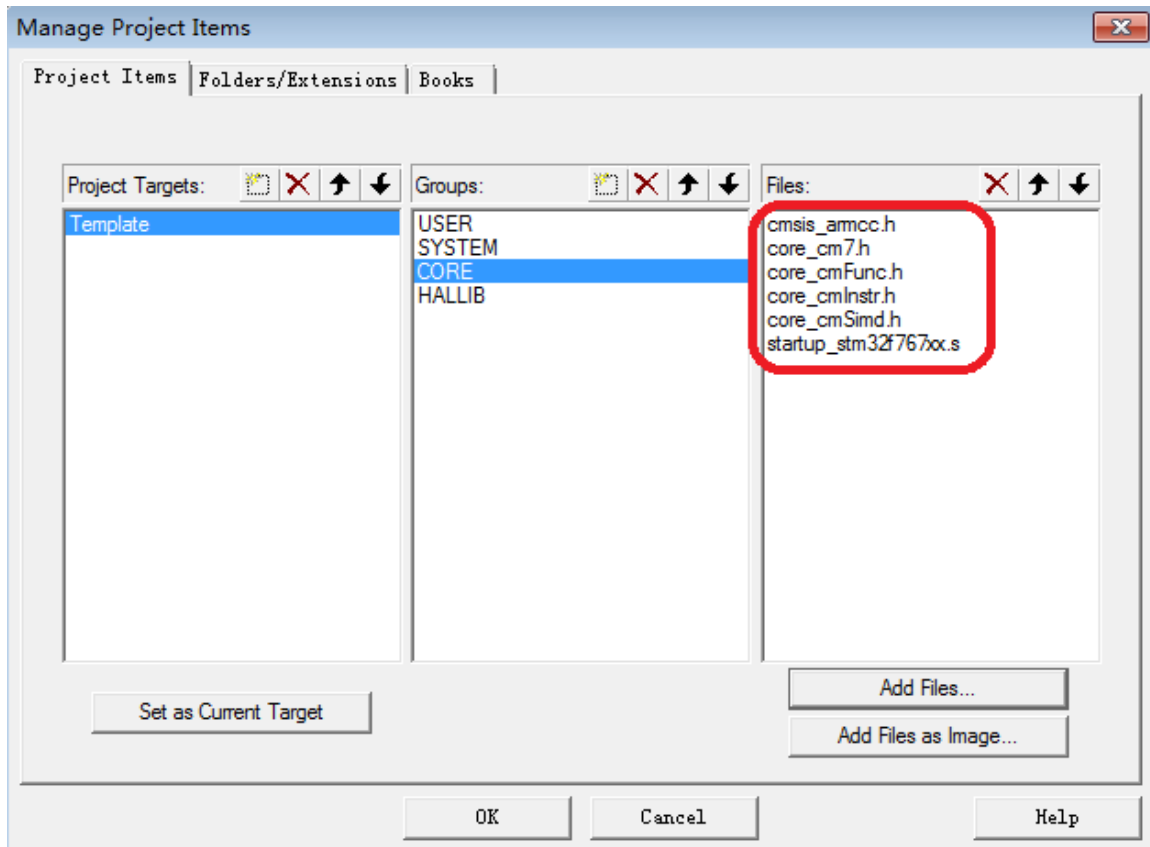 Manage Project Items
Project Items Folders/Extensions Books
Project Targets: Groups: Files:
Template
USER
SYSTEM
CORE
HALLIB
cmsis_armcc.h
core_cm7.h
core_cmFunc.h
core_cmInstr.h
core_cmSimd.h
startup_stm32f767xx.s
Set as Current Target
Add Files...
Add Files as Image...
OK Cancel Help